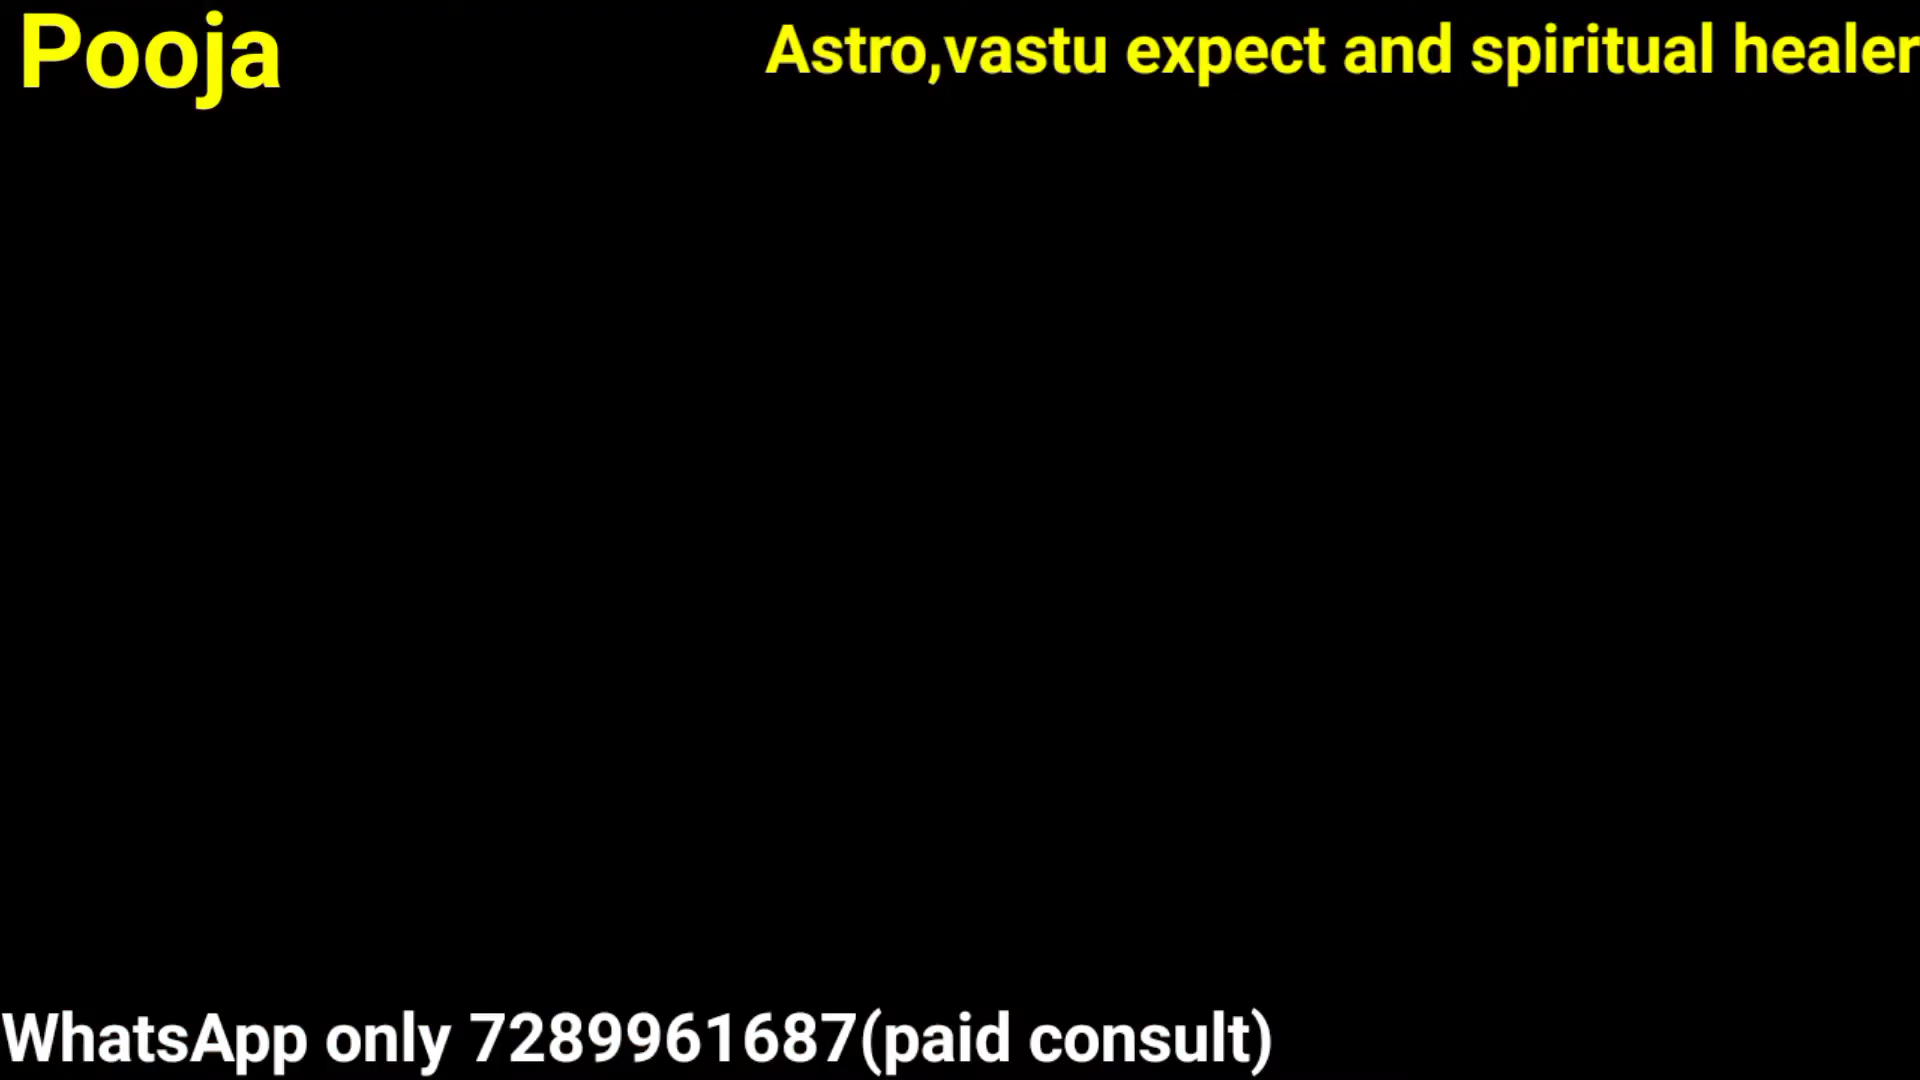 Pooja
Astro,vastu expect and spiritual healer
WhatsApp only 7289961687(paid consult)